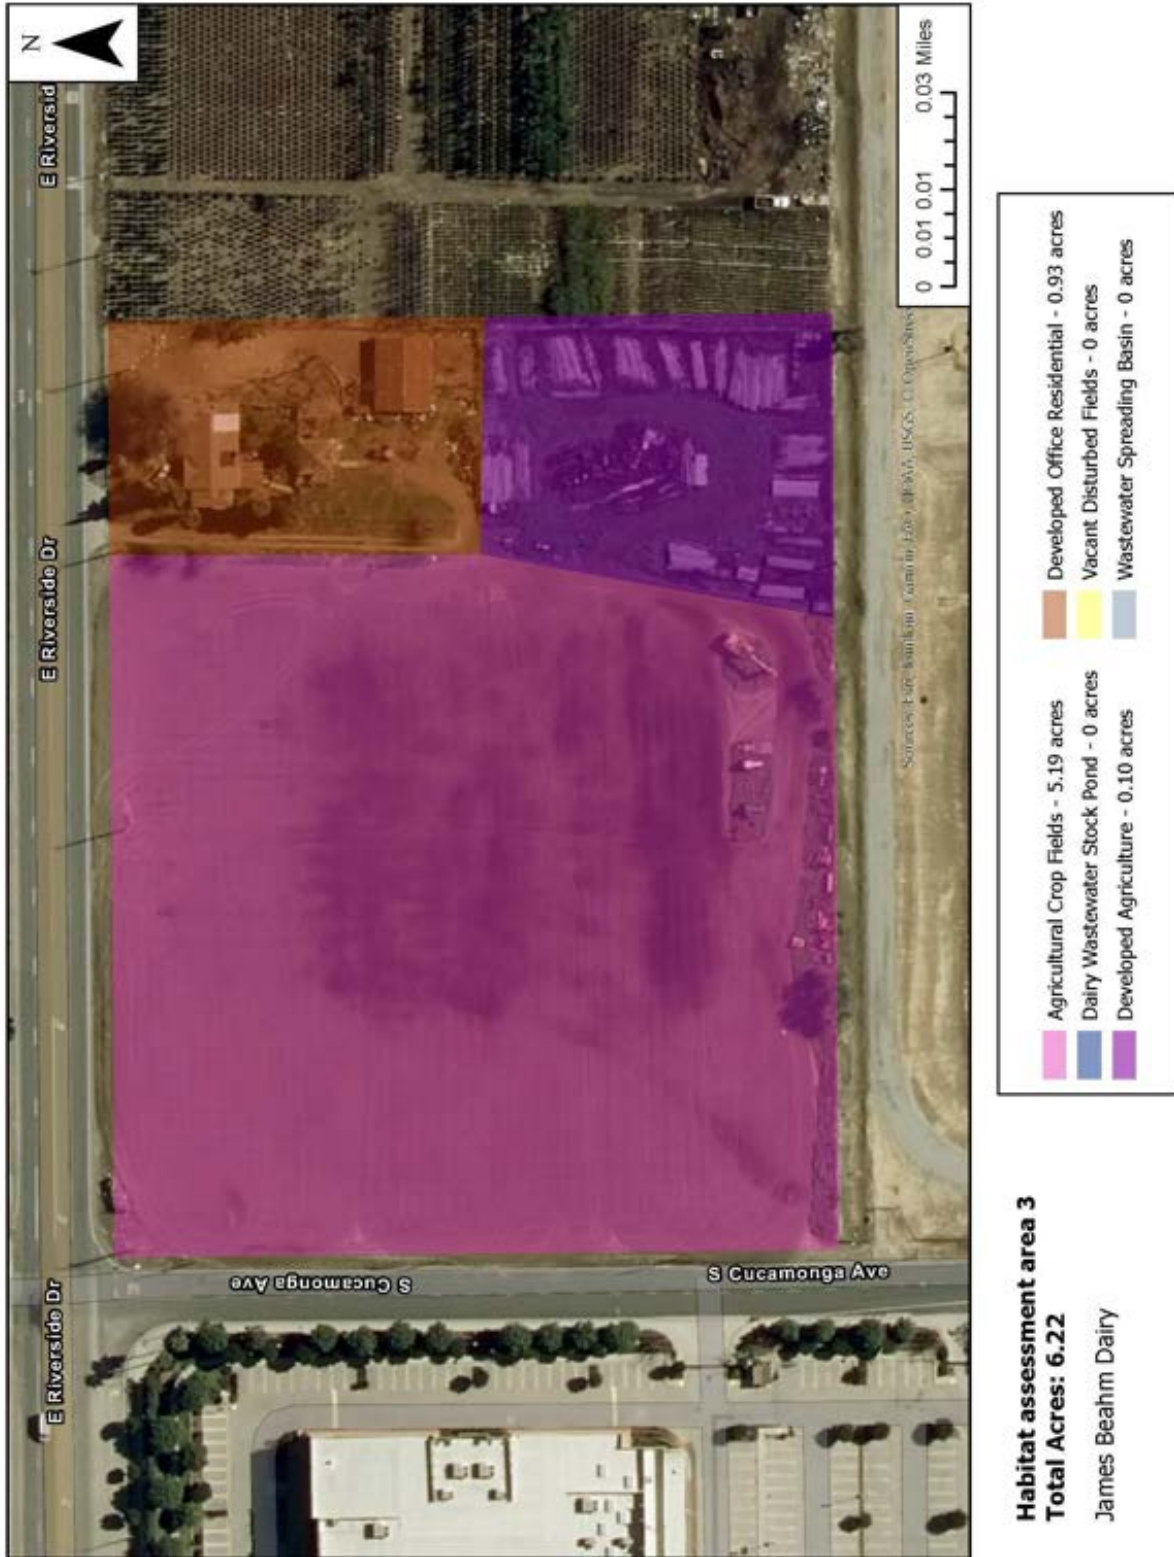 N
E Riversid
E Riverside Dr
E Riverside Dr
S Cucamonga Ave
S Cucamonga Ave
0 0.01 0.01 0.03 Miles
Habitat assessment area 3
Total Acres: 6.22
James Beahm Dairy
Agricultural Crop Fields - 5.19 acres
Dairy Wastewater Stock Pond - 0 acres
Developed Agriculture - 0.10 acres
Developed Office Residential - 0.93 acres
Vacant Disturbed Fields - 0 acres
Wastewater Spreading Basin - 0 acres